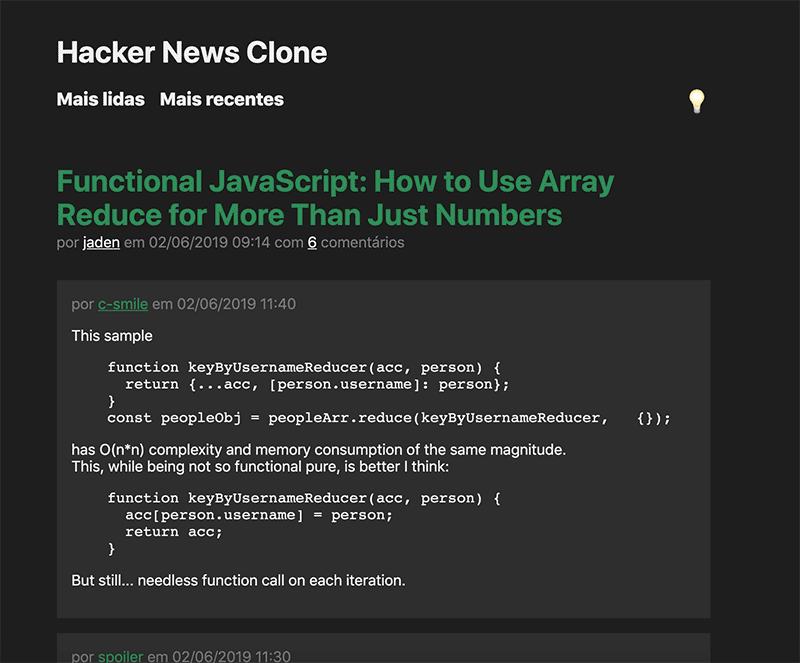 Hacker News Clone
Mais lidas Mais recentes
Functional JavaScript: How to Use Array
Reduce for More Than Just Numbers
por jaden em 02/06/2019 09:14 com 6 comentários
por c-smile em 02/06/2019 11:40
This sample
function keyByUsernameReducer(acc, person) {
  return {...acc, [person.username]: person};
}
const peopleObj = peopleArr.reduce(keyByUsernameReducer,   {});
has O(n*n) complexity and memory consumption of the same magnitude.
This, while being not so functional pure, is better I think:
function keyByUsernameReducer(acc, person) {
  acc[person.username] = person;
  return acc;
}
But still... needless function call on each iteration.
por spoiler em 02/06/2019 11:30